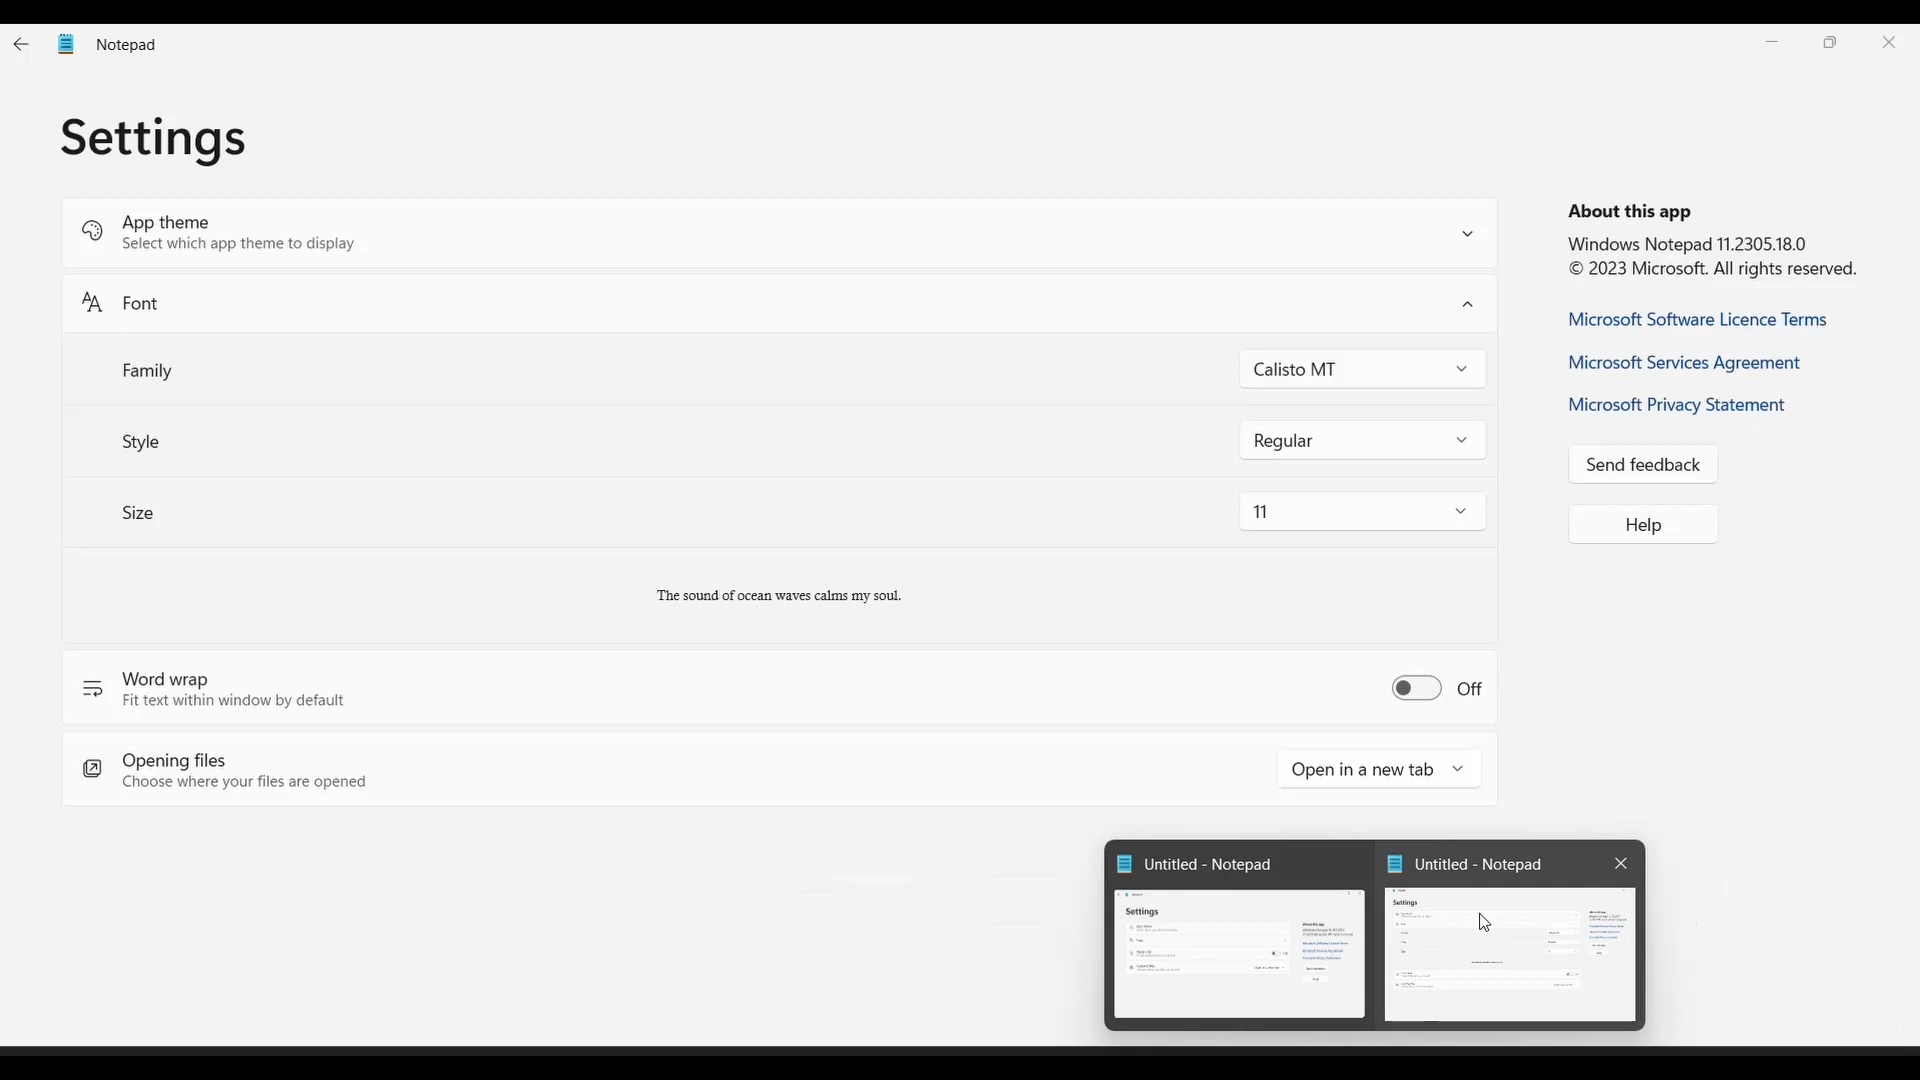 Notepad
Settings
App theme
Select which app theme to display
Font
Family
Calisto MT
Style
Regular
Size
11
The sound of ocean waves calms my soul.
Word wrap
Fit text within window by default
Off
Opening files
Choose where your files are opened
Open in a new tab
About this app
Windows Notepad 11.2305.18.0
© 2023 Microsoft. All rights reserved.
Microsoft Software Licence Terms
Microsoft Services Agreement
Microsoft Privacy Statement
Send feedback
Help
Untitled - Notepad
Settings
Untitled - Notepad
Settings